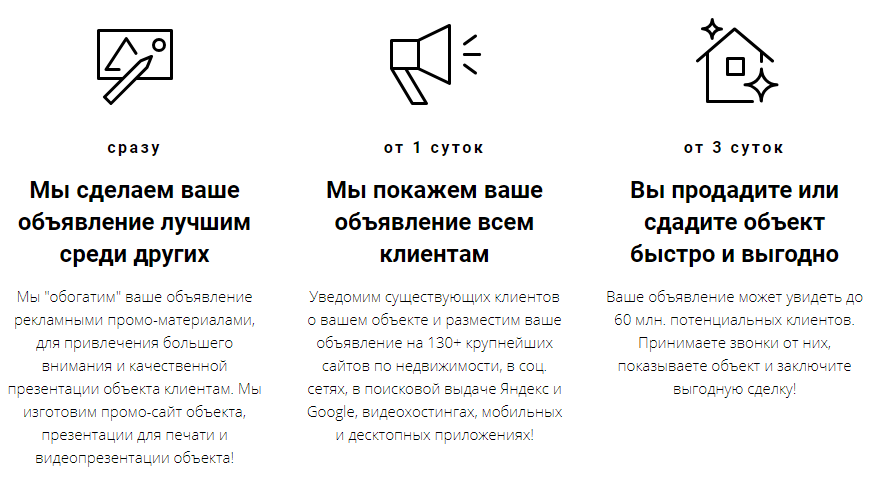 сразу
Мы сделаем ваше
объявление лучшим
среди других
Мы "обогатим" ваше объявление
рекламными промо-материалами,
для привлечения большего
внимания и качественной
презентации объекта клиентам. Мы
изготовим промо-сайт объекта,
презентации для печати и
видеопрезентации объекта!
от 1 суток
Мы покажем ваше
объявление всем
клиентам
Уведомим существующих клиентов
о вашем объекте и разместим ваше
объявление на 130+ крупнейших
сайтов по недвижимости, в соц.
сетях, в поисковой выдаче Яндекс и
Google, видеохостингах, мобильных
и десктопных приложениях!
от 3 суток
Вы продадите или
сдадите объект
быстро и выгодно
Ваше объявление может увидеть до
60 млн. потенциальных клиентов.
Принимаете звонки от них,
показываете объект и заключите
выгодную сделку!